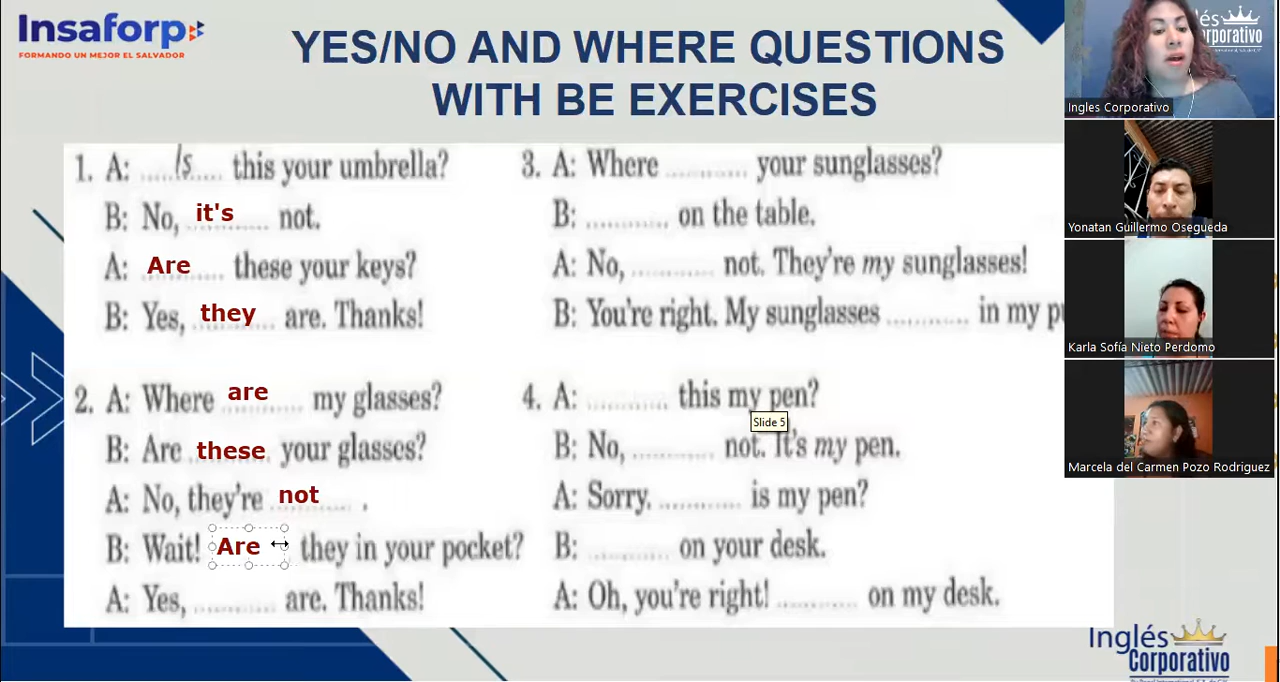 Insaforp
FORMANDO UN MEJOR EL SALVADOR
YES/NO AND WHERE QUESTIONS
WITH BE EXERCISES
1. A: ....Is.... this your umbrella?
B: No, it's not.
A: Are these your keys?
B: Yes, they are. Thanks!
2. A: Where are my glasses?
B: Are these your glasses?
A: No, they're not .
B: Wait! Are they in your pocket?
A: Yes, ............ are. Thanks!
3. A: Where ............ your sunglasses?
B: ............ on the table.
A: No, ............ not. They're my sunglasses!
B: You're right. My sunglasses ............ in my
4. A: ............ this my pen?
Slide 5
B: No, ............ not. It's my pen.
A: Sorry. ............ is my pen?
B: ............ on your desk.
A: Oh, you're right! ............ on my desk.
Ingles Corporativo
Yonatan Guillermo Osegueda
Karla Sofía Nieto Perdomo
Marcela del Carmen Pozo Rodriguez
Inglés
Corporativo